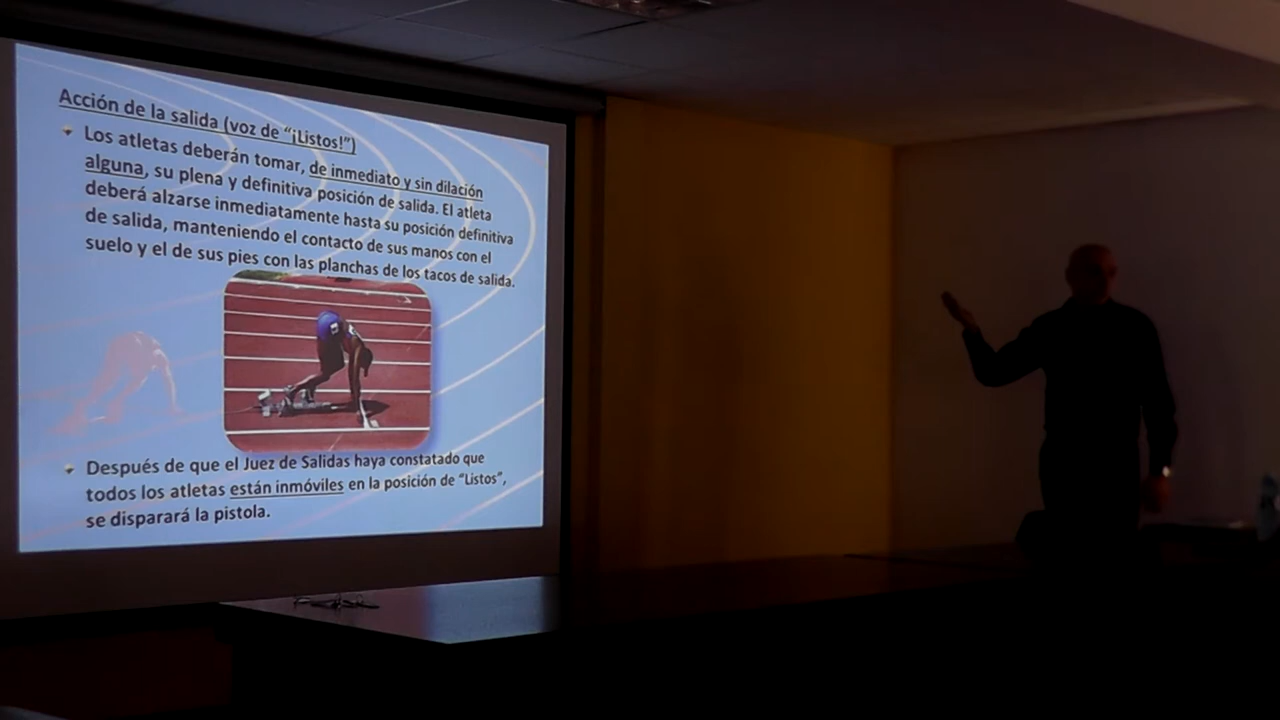 Acción de la salida (voz de “¡Listos!”)
Los atletas deberán tomar, de inmediato y sin dilación
alguna, su plena y definitiva posición de salida. El atleta
deberá alzarse inmediatamente hasta su posición definitiva
de salida, manteniendo el contacto de sus manos con el
suelo y el de sus pies con las planchas de los tacos de salida.
Después de que el Juez de Salidas haya constatado que
todos los atletas están inmóviles en la posición de “Listos”,
se disparará la pistola.